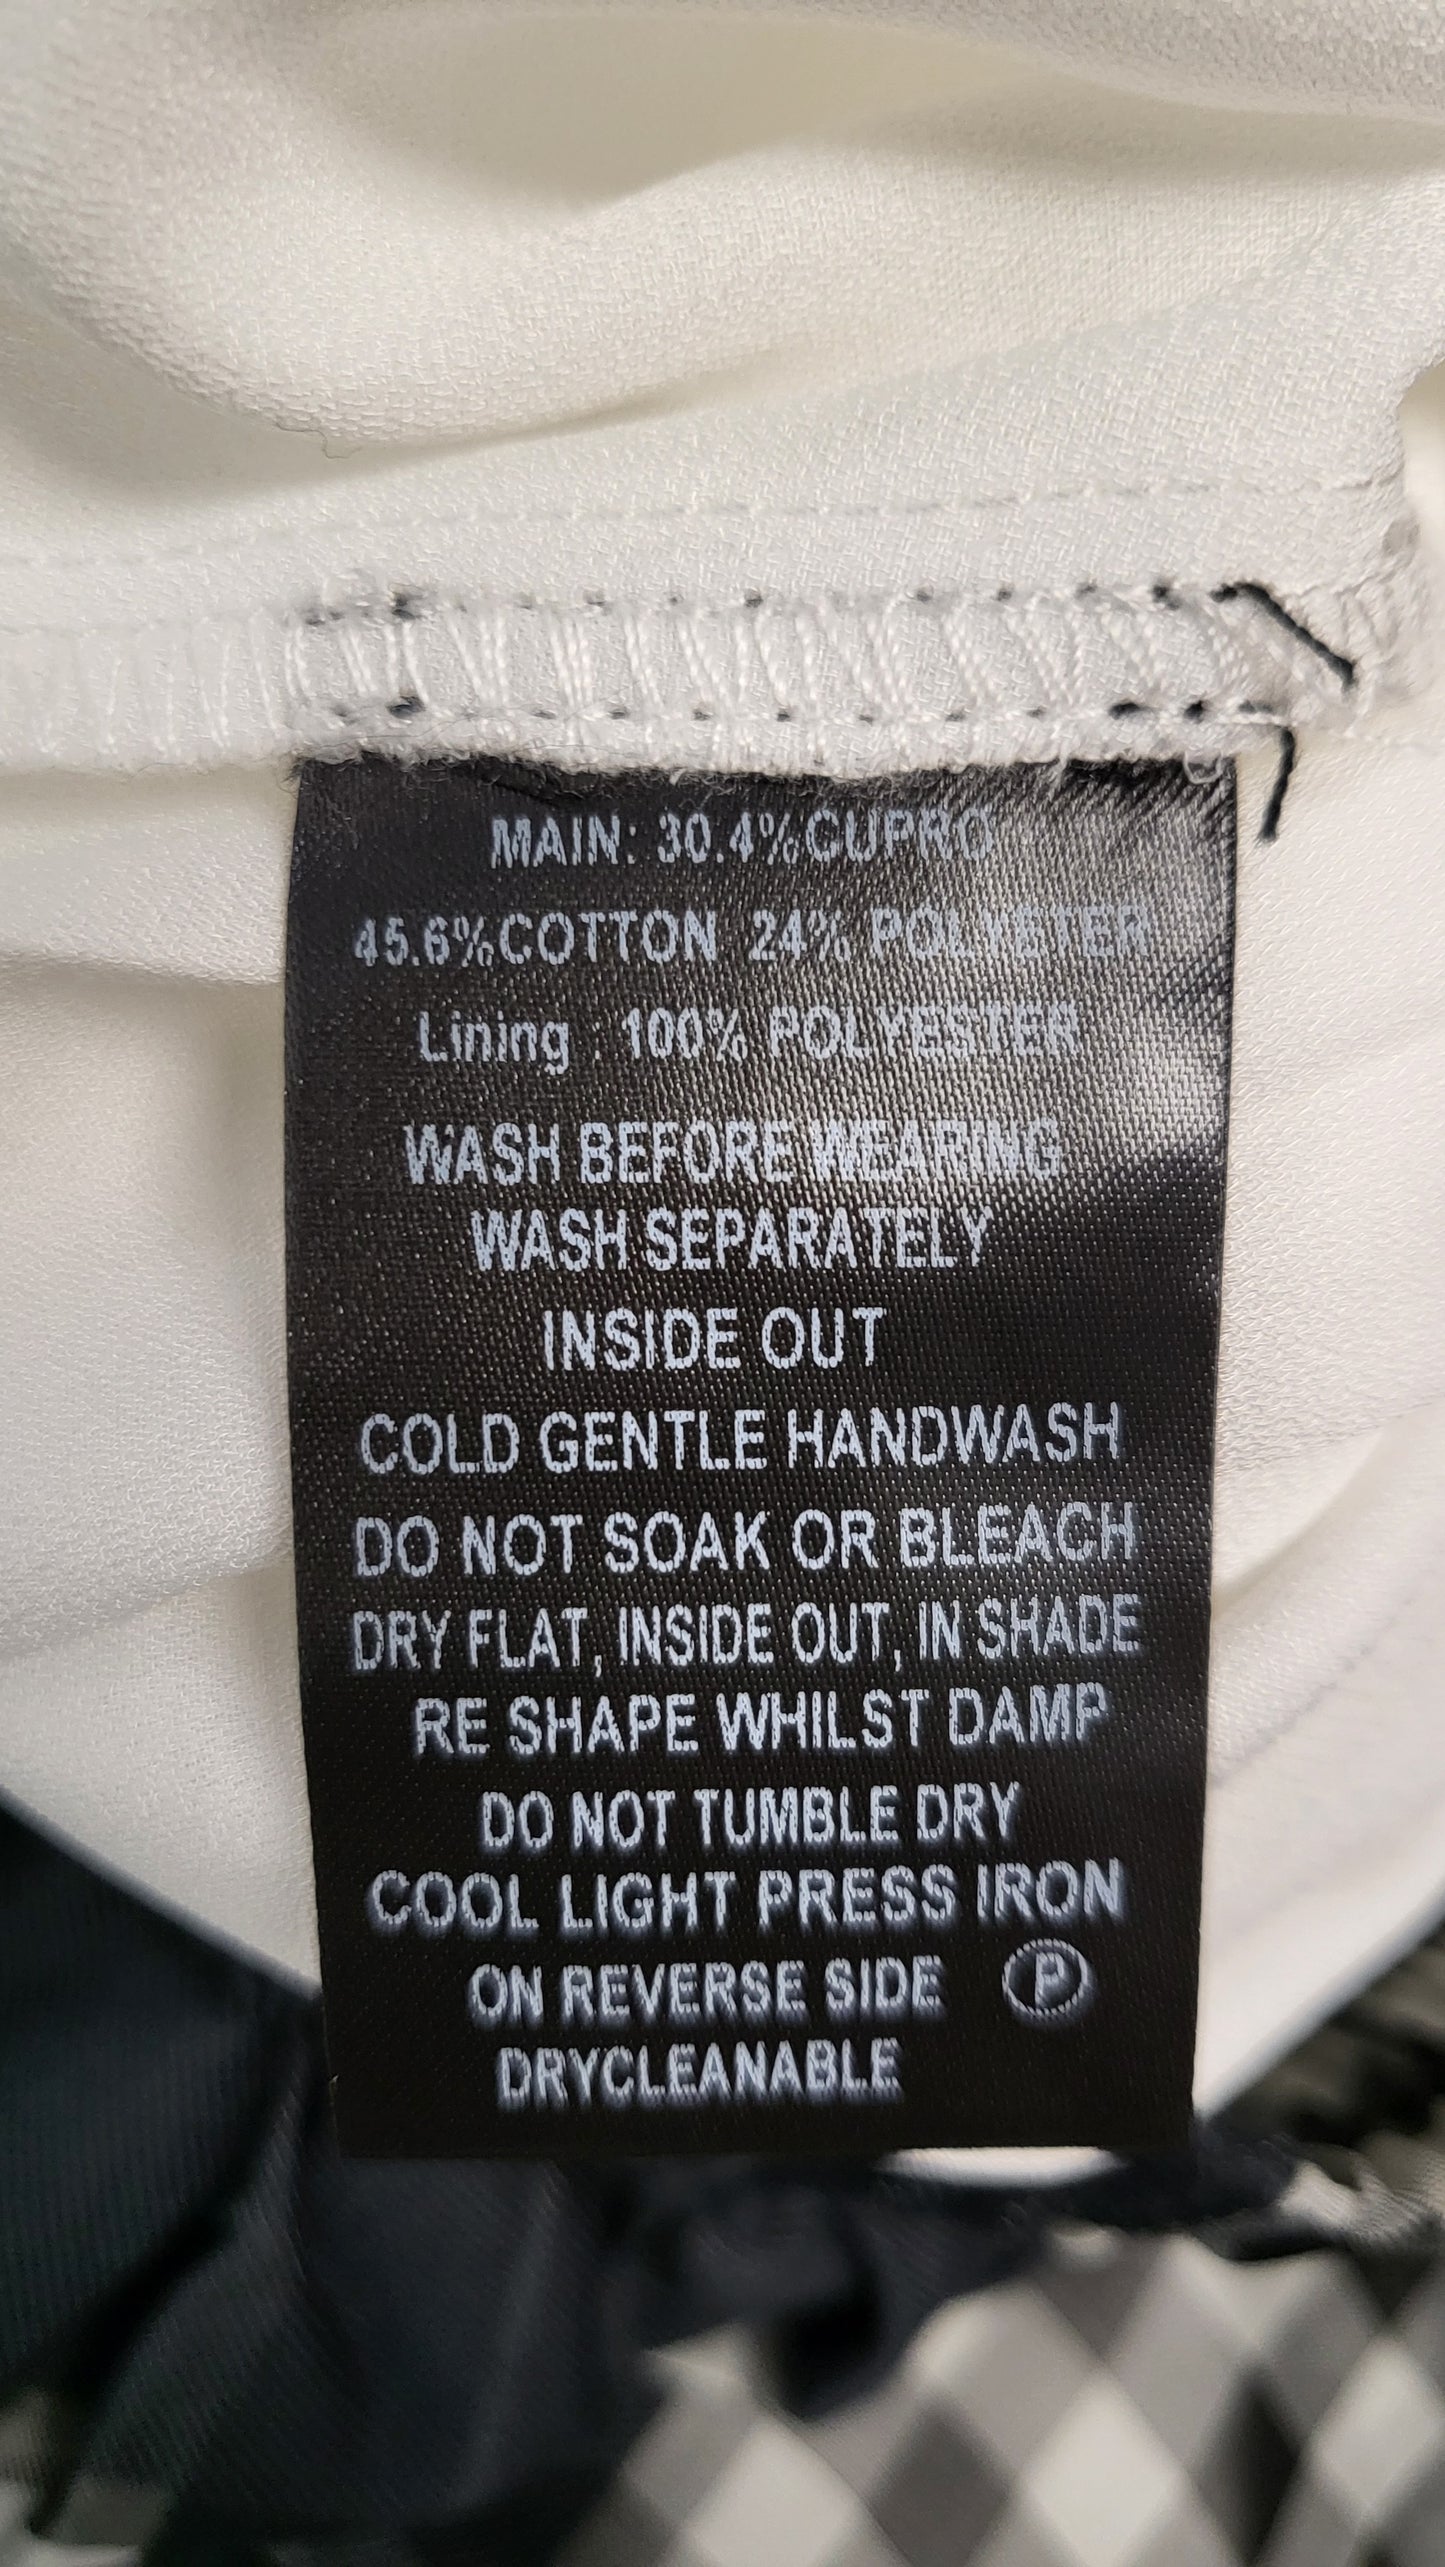 MAIN: 30.4%CUPRO
45.6%COTTON 24% POLYETER
Lining : 100% POLYESTER
WASH BEFORE WEARING
WASH SEPARATELY
INSIDE OUT
COLD GENTLE HANDWASH
DO NOT SOAK OR BLEACH
DRY FLAT, INSIDE OUT, IN SHADE
RE SHAPE WHILST DAMP
DO NOT TUMBLE DRY
COOL LIGHT PRESS IRON
ON REVERSE SIDE P
DRYCLEANABLE